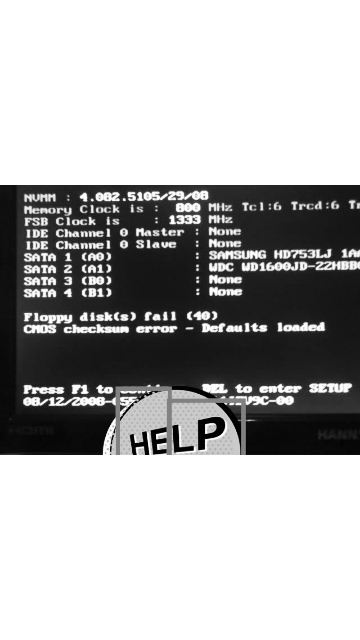 NVMM : 4.082.5105/29/08
Memory Clock is : 800 MHz Tcl:6 Trcd:6
FSB Clock is : 1333 MHz
IDE Channel 0 Master : None
IDE Channel 0 Slave : None
SATA 1 (A0) : SAMSUNG HD753LJ
SATA 2 (A1) : WDC WD1600JD-22HBB
SATA 3 (B0) : None
SATA 4 (B1) : None
Floppy disk(s) fail (40)
CMOS checksum error - Defaults loaded
Press F1 to DEL to enter SETUP
08/12/2008
HELP